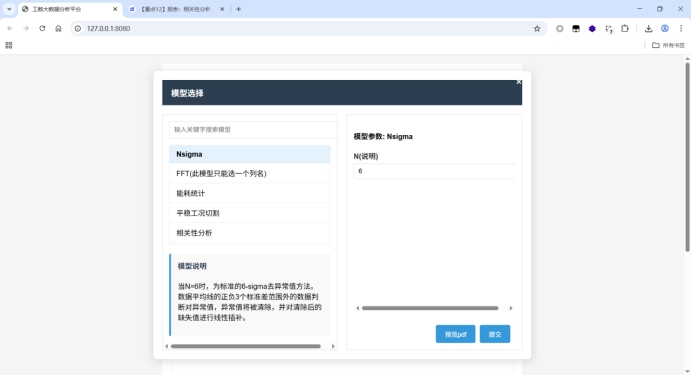 工数大数据分析平台
【重点12】报表：相关性分析
127.0.0.1:8080
所有书签
模型选择
输入关键字搜索模型
Nsigma
FFT(此模型只能选一个列名)
能耗统计
平稳工况切割
相关性分析
模型说明
当N=6时，为标准的6-sigma去异常值方法。
数据平均线的正负3个标准差范围外的数据判
断对异常值，异常值将被清除，并对清除后的
缺失值进行线性插补。
模型参数: Nsigma
N(说明)
6
预览pdf
提交